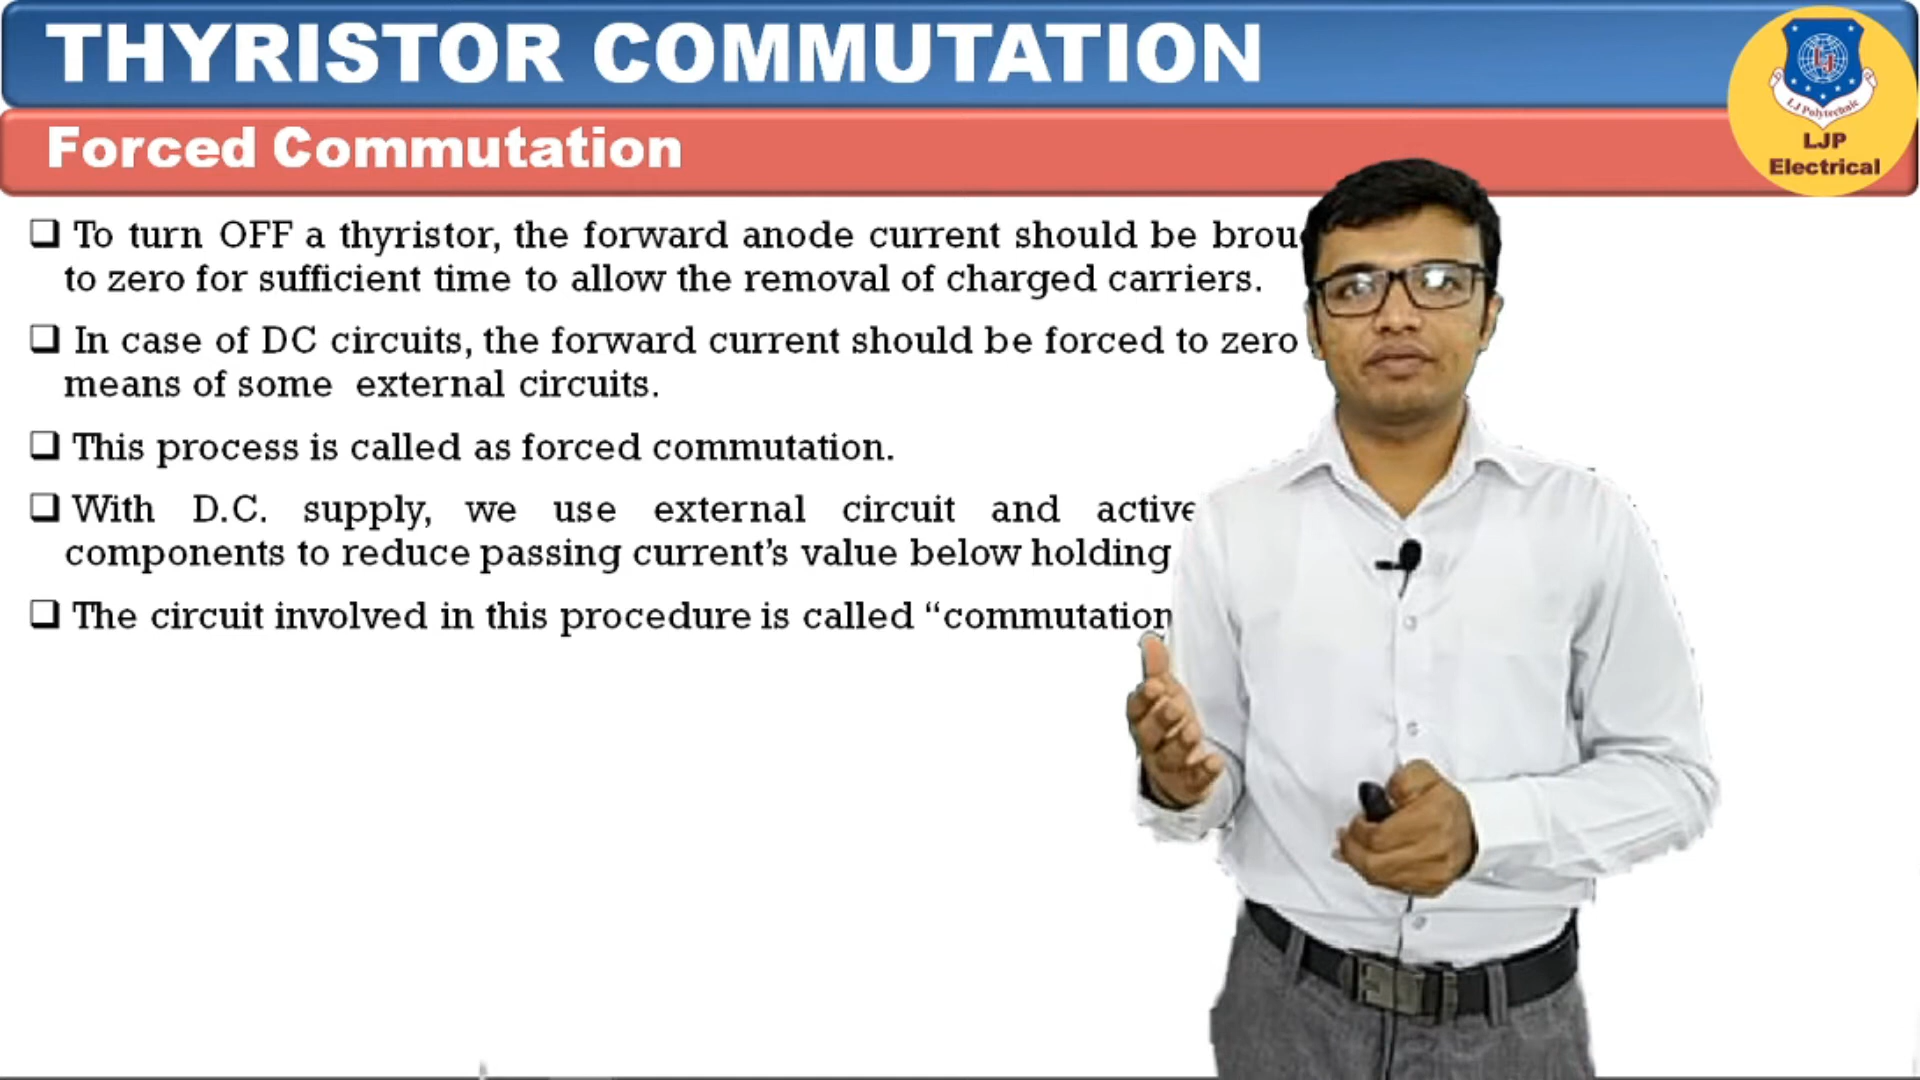 THYRISTOR COMMUTATION
Forced Commutation
LJ Polytechnic
LJP
Electrical
To turn OFF a thyristor, the forward anode current should be
to zero for sufficient time to allow the removal of charged carriers.
In case of DC circuits, the forward current should be forced to zero
means of some external circuits.
This process is called as forced commutation.
With D.C. supply, we use external circuit and active
components to reduce passing current’s value below holding
The circuit involved in this procedure is called “commutation